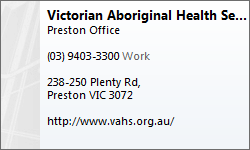 Victorian Aboriginal Health Se...
Preston Office
(03) 9403-3300 Work
238-250 Plenty Rd,
Preston VIC 3072
http://www.vahs.org.au/